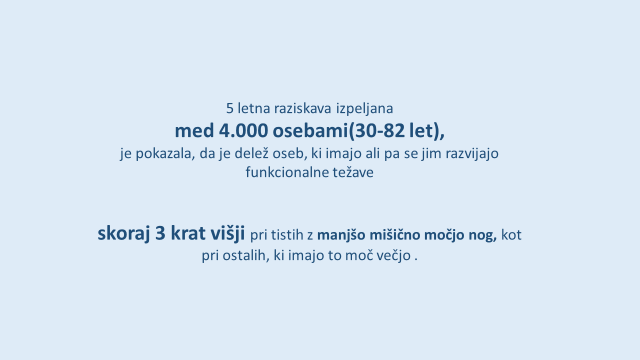 5 letna raziskava izpeljana
med 4.000 osebami(30-82 let),
je pokazala, da je delež oseb, ki imajo ali pa se jim razvijajo
funkcionalne težave
skoraj 3 krat višji pri tistih z manjšo mišično močjo nog, kot
pri ostalih, ki imajo to moč večjo .